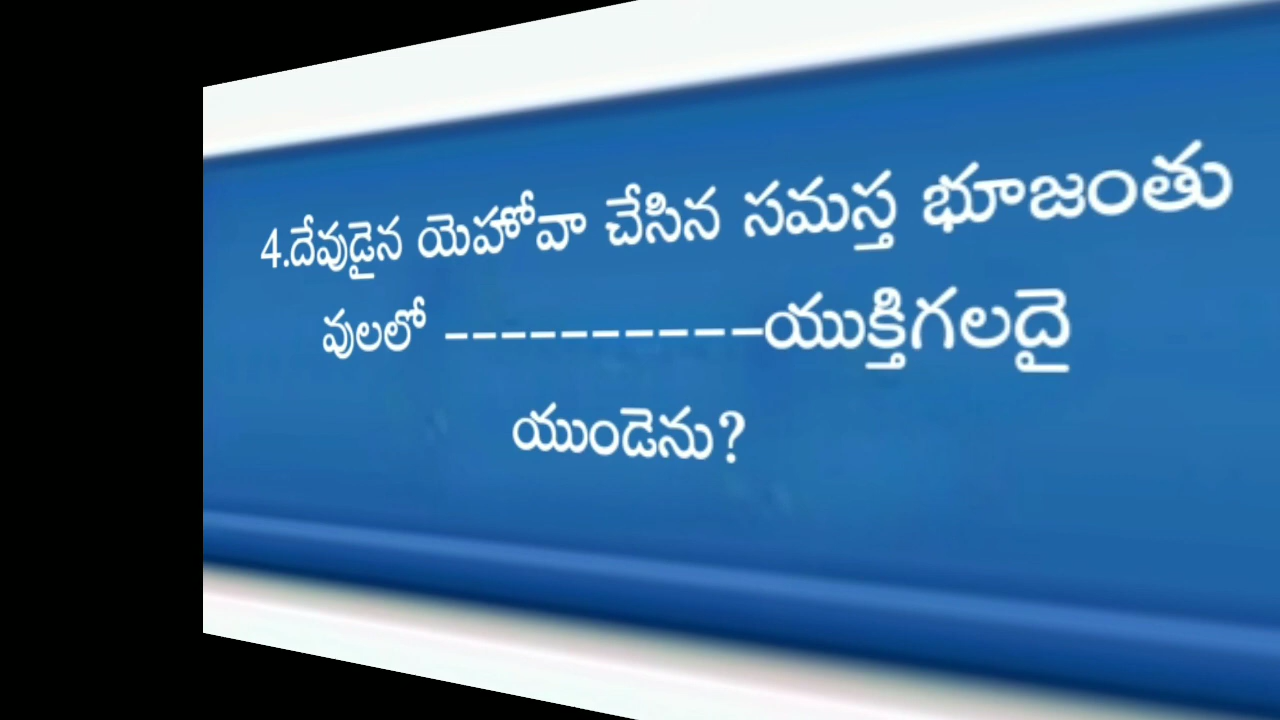 4.దేవుడైన యెహోవా చేసిన సమస్త భూజంతు
వులలో -----------యుక్తిగలదై
యుండెను?